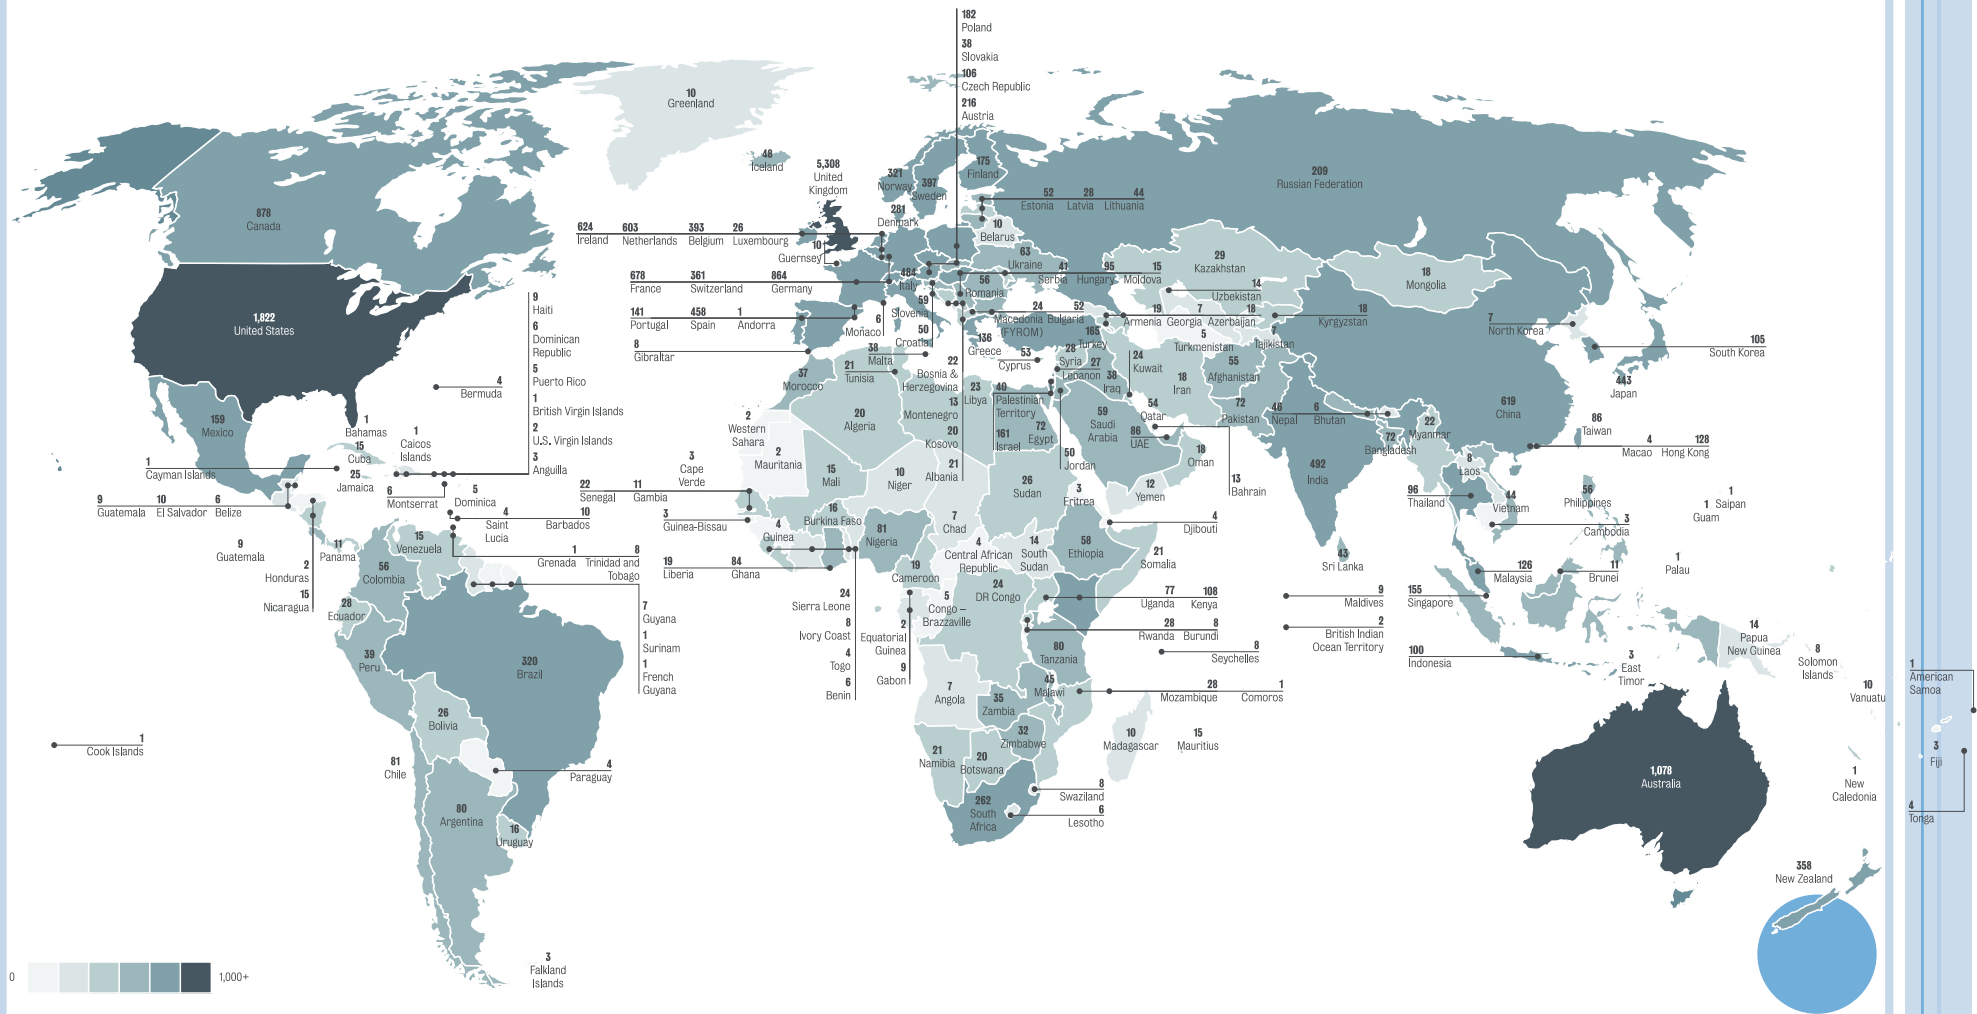 182
Poland
38
Slovakia
106
Czech Republic
216
Austria
10
Greenland
48
Iceland
5,308
United
Kingdom
321
Norway
397
Sweden
175
Finland
281
Denmark
209
Russian Federation
52 28 44
Estonia Latvia Lithuania
10
Belarus
878
Canada
624 603 393 26
Ireland Netherlands Belgium Luxembourg
10
Guernsey
678 361 864
France Switzerland Germany
484
Italy
63
Ukraine
41 95 15
Serbia Hungary Moldova
56
Romania
29
Kazakhstan
14
Uzbekistan
18
Mongolia
1,822
United States
141 458 1
Portugal Spain Andorra
8
Gibraltar
6
Monaco
59
Slovenia
50
Croatia
24 52
Macedonia Bulgaria
(FYROM)
19 7 18
Armenia Georgia Azerbaijan
18
Kyrgyzstan
7
Tajikistan
5
Turkmenistan
7
North Korea
105
South Korea
443
Japan
9
Haiti
6
Dominican
Republic
5
Puerto Rico
1
British Virgin Islands
2
U.S. Virgin Islands
3
Anguilla
4
Bermuda
1
Bahamas
15
Cuba
1
Caicos
Islands
159
Mexico
1
Cayman Islands
25
Jamaica
6
Montserrat
5
Dominica
4
Saint
Lucia
10
Barbados
9 10 6
Guatemala El Salvador Belize
9
Guatemala
2
Honduras
15
Nicaragua
11
Panama
15
Venezuela
1 8
Grenada Trinidad and
Tobago
56
Colombia
28
Ecuador
7
Guyana
1
Surinam
1
French
Guyana
39
Peru
320
Brazil
26
Bolivia
4
Paraguay
81
Chile
80
Argentina
16
Uruguay
3
Falkland
Islands
1
Cook Islands
38
Malta
21
Tunisia
37
Morocco
22
Bosnia &
Herzegovina
13
Montenegro
20
Kosovo
21
Albania
136
Greece
53
Cyprus
165
Turkey
28
Syria
27
Lebanon
38
Iraq
24
Kuwait
18
Iran
55
Afghanistan
72
Pakistan
46 6
Nepal Bhutan
22
Myanmar
72
Bangladesh
619
China
86
Taiwan
4 128
Macao Hong Kong
2
Western
Sahara
20
Algeria
23
Libya
40
Palestinian
Territory
161
Israel
72
Egypt
50
Jordan
59
Saudi
Arabia
54
Qatar
86
UAE
18
Oman
13
Bahrain
492
India
8
Laos
96
Thailand
44
Vietnam
56
Philippines
3
Cambodia
1
Saipan
1
Guam
1
Palau
2
Mauritania
3
Cape
Verde
15
Mali
10
Niger
26
Sudan
3
Eritrea
12
Yemen
4
Djibouti
22 11
Senegal Gambia
3
Guinea-Bissau
4
Guinea
16
Burkina Faso
81
Nigeria
7
Chad
4
Central African
Republic
14
South
Sudan
58
Ethiopia
21
Somalia
43
Sri Lanka
19 84
Liberia Ghana
24
Sierra Leone
8
Ivory Coast
4
Togo
6
Benin
19
Cameroon
5
Congo –
Brazzaville
2
Equatorial
Guinea
9
Gabon
24
DR Congo
77 108
Uganda Kenya
28 8
Rwanda Burundi
8
Seychelles
9
Maldives
2
British Indian
Ocean Territory
126
Malaysia
11
Brunei
155
Singapore
100
Indonesia
3
East
Timor
14
Papua
New Guinea
8
Solomon
Islands
10
Vanuatu
1
American
Samoa
80
Tanzania
7
Angola
35
Zambia
45
Malawi
28 1
Mozambique Comoros
32
Zimbabwe
10
Madagascar
15
Mauritius
21
Namibia
20
Botswana
262
South
Africa
8
Swaziland
6
Lesotho
1,078
Australia
3
Fiji
1
New
Caledonia
4
Tonga
358
New Zealand
0 1,000+